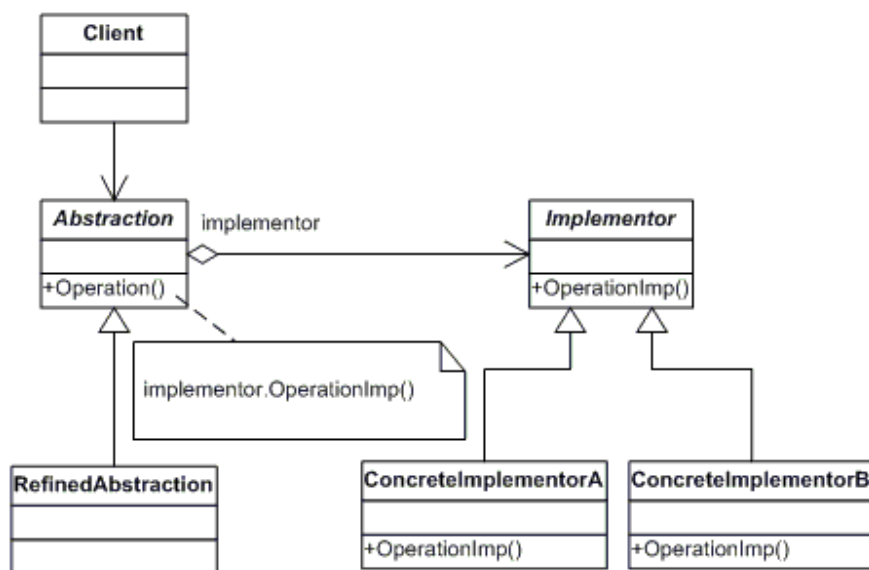 Client
Abstraction
implementor
Implementor
+Operation()
+OperationImp()
implementor.OperationImp()
RefinedAbstraction
ConcreteImplementorA
ConcreteImplementorB
+OperationImp()
+OperationImp()